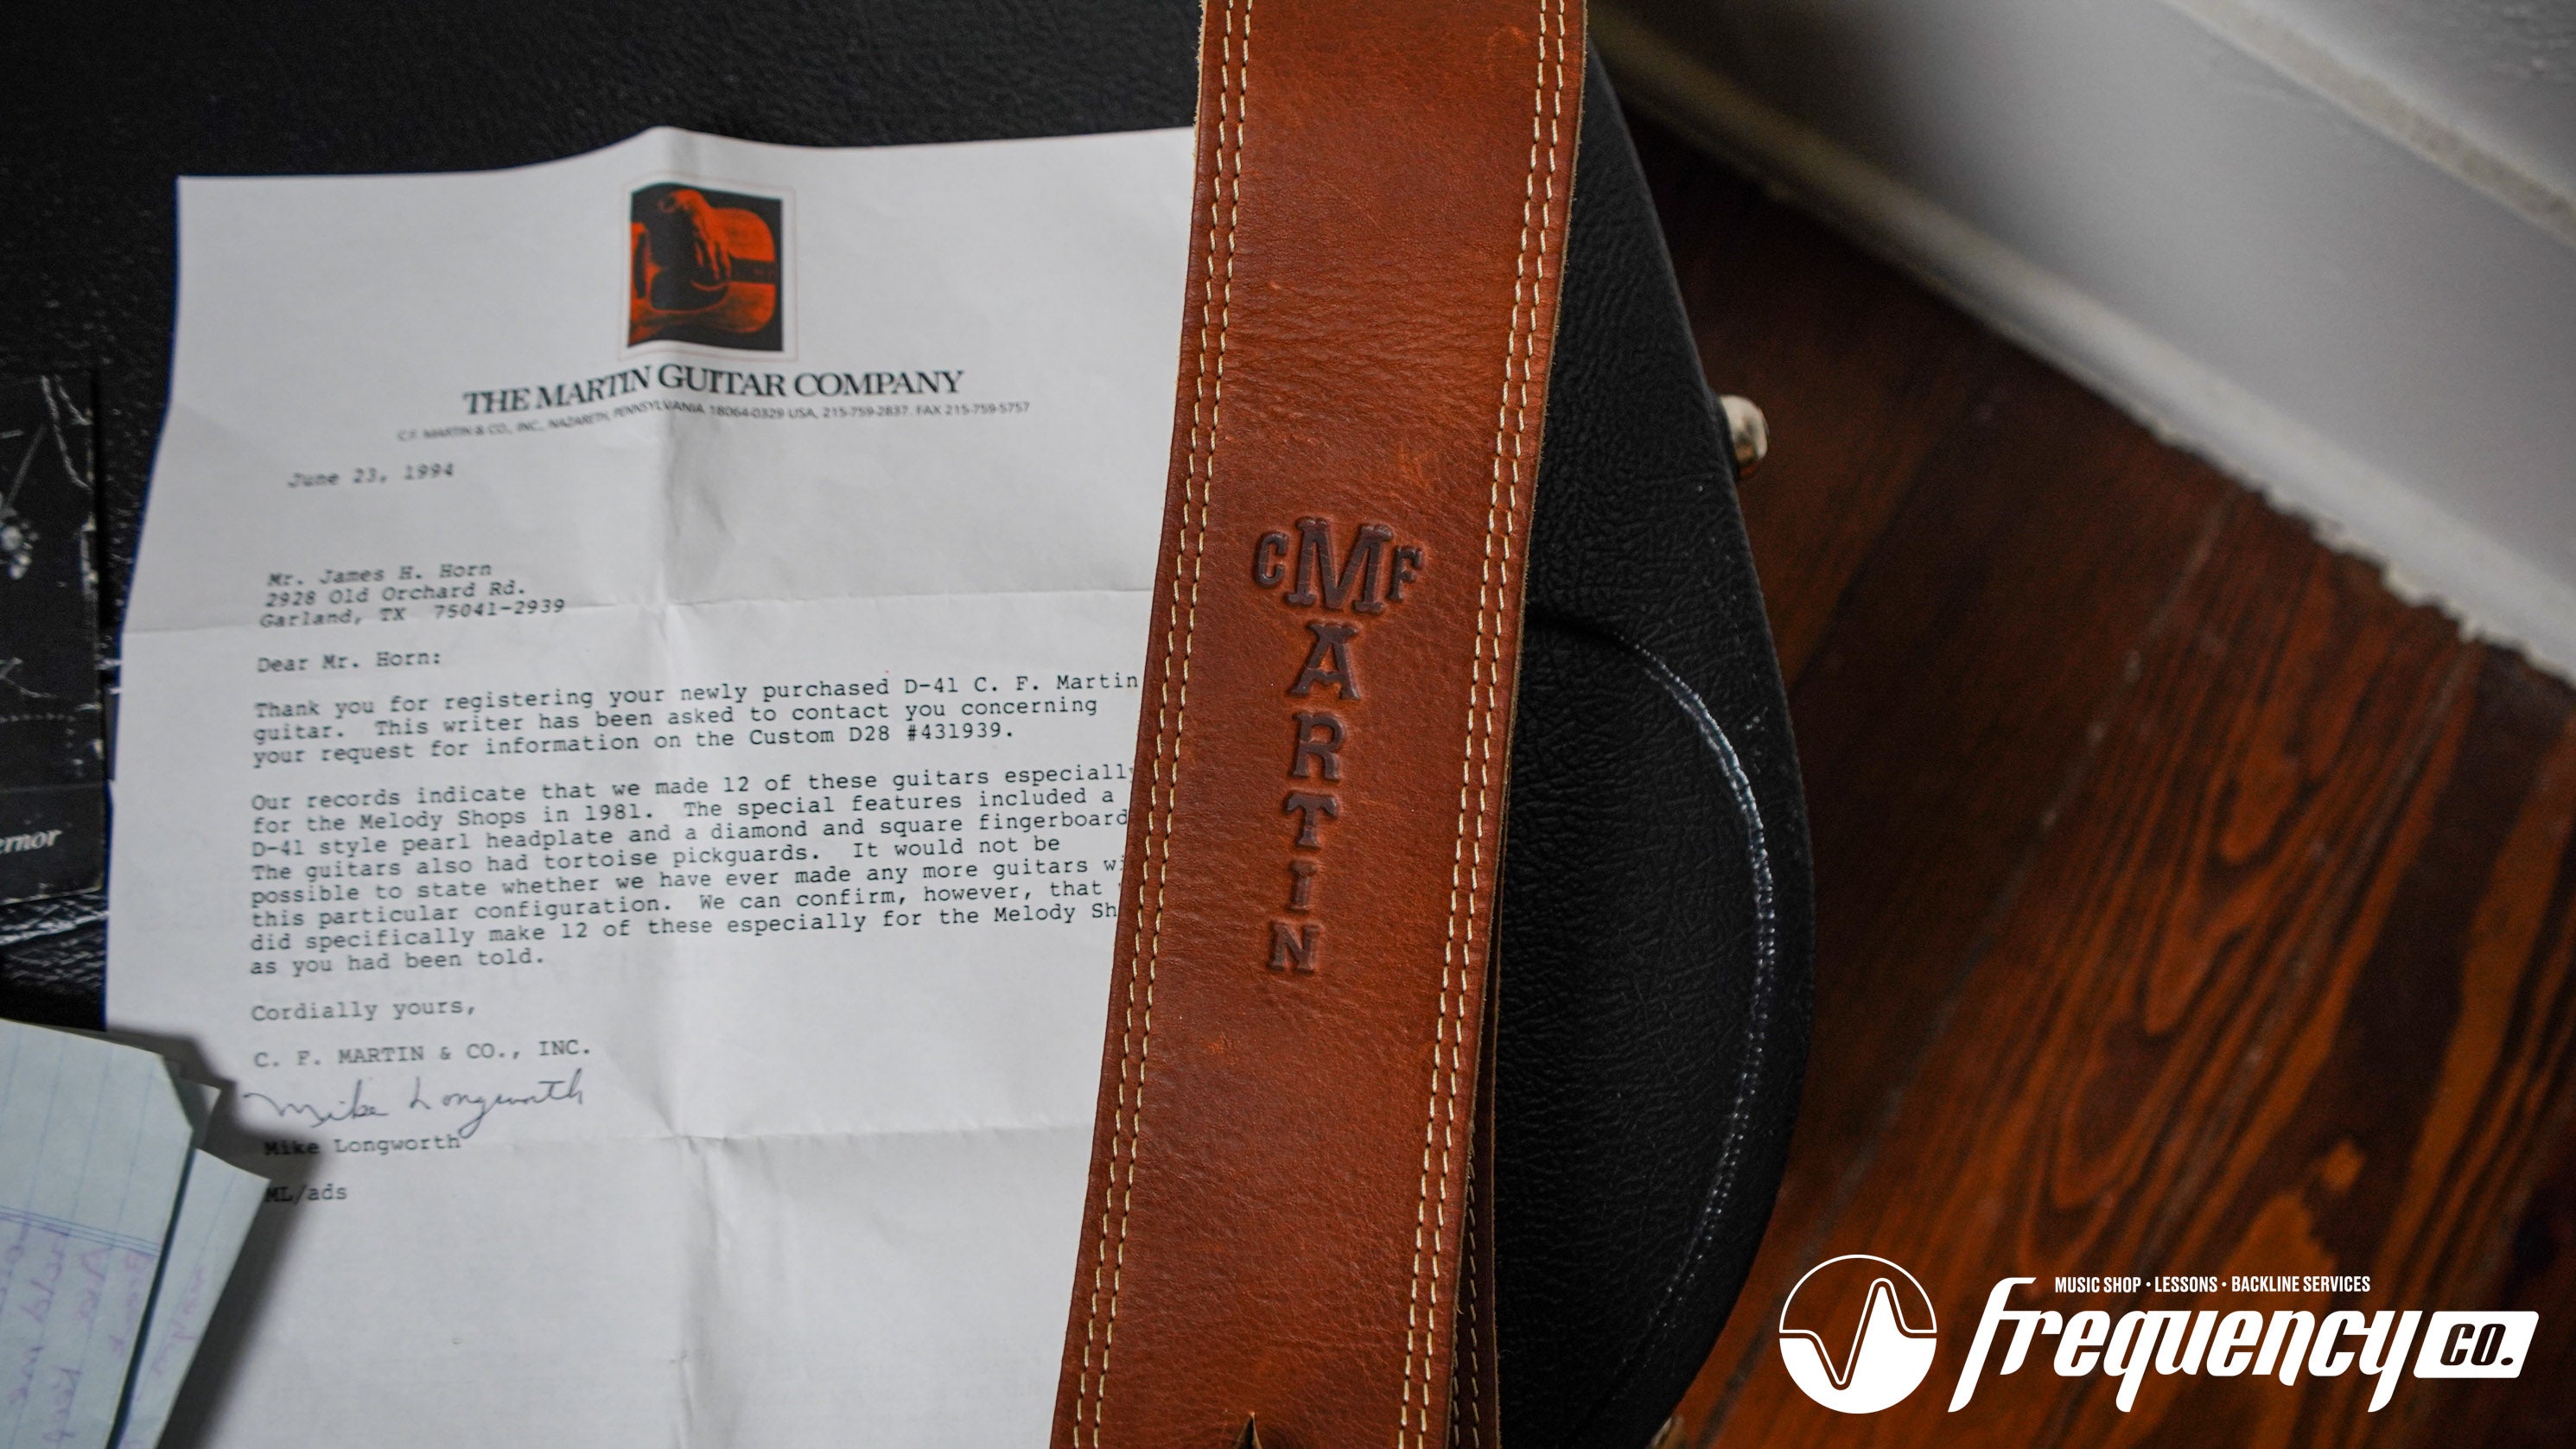 THE MARTIN GUITAR COMPANY
C.F. MARTIN & CO., INC., NAZARETH, PENNSYLVANIA 18064-0329 USA, 215-759-2837. FAX 215-759-5757
June 23, 1994
Mr. James H. Horn
2928 Old Orchard Rd.
Garland, TX 75041-2939
Dear Mr. Horn:
Thank you for registering your newly purchased D-41 C. F. Martin
guitar. This writer has been asked to contact you concerning
your request for information on the Custom D28 #431939.
Our records indicate that we made 12 of these guitars especially
for the Melody Shops in 1981. The special features included a
D-41 style pearl headplate and a diamond and square fingerboard
The guitars also had tortoise pickguards. It would not be
possible to state whether we have ever made any more guitars wi
this particular configuration. We can confirm, however, that
did specifically make 12 of these especially for the Melody Sh
as you had been told.
Cordially yours,
C. F. MARTIN & CO., INC.
Mike Longworth
Mike Longworth
ML/ads
CMF
A
R
T
I
N
ernor
MUSIC SHOP • LESSONS • BACKLINE SERVICES
frequency CO.